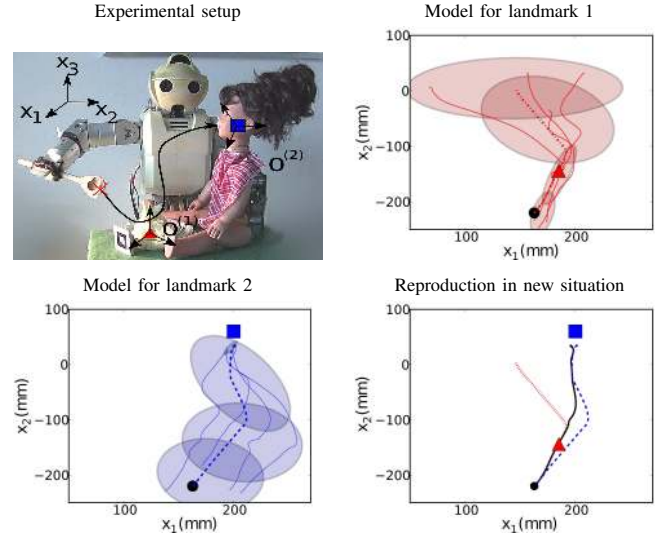 Experimental setup
Model for landmark 1
x3
x1
x2
O(2)
O(1)
100
0
−100
−200
x2(mm)
100
200
x1(mm)
Model for landmark 2
Reproduction in new situation
100
0
−100
−200
x2(mm)
100
200
x1(mm)
100
0
−100
−200
x2(mm)
100
200
x1(mm)